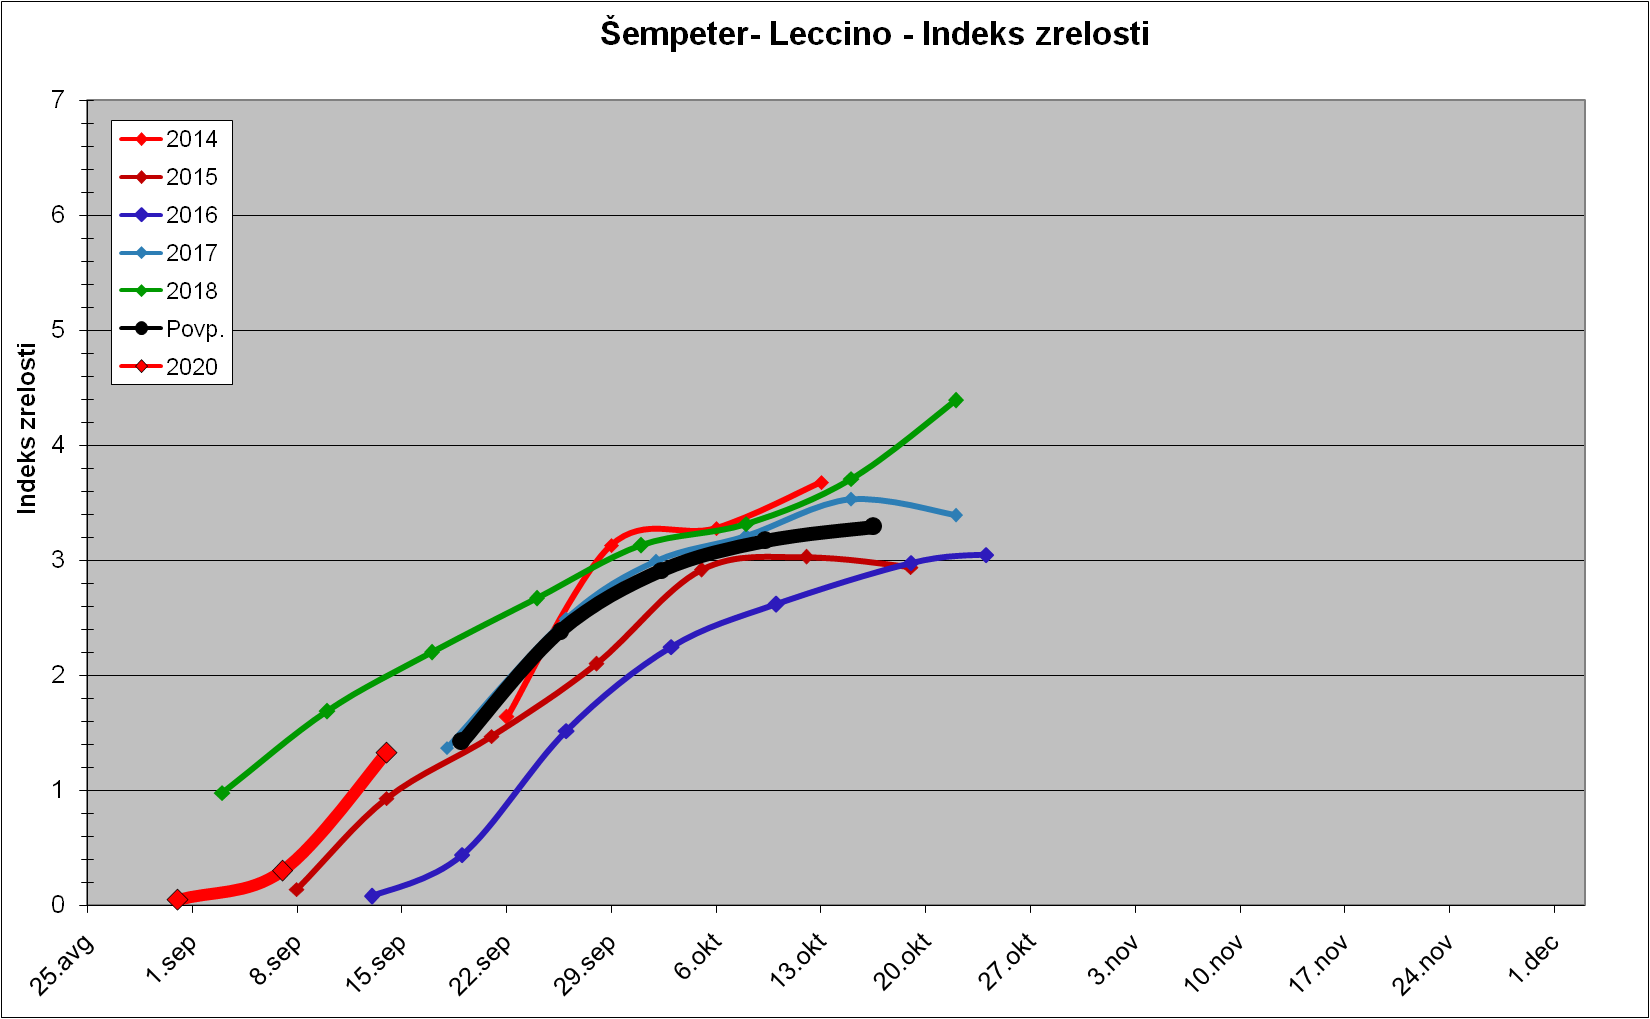 Šempeter- Leccino - Indeks zrelosti
Indeks zrelosti
7
6
5
4
3
2
1
0
2014
2015
2016
2017
2018
Povp.
2020
25.avg
1.sep
8.sep
15.sep
22.sep
29.sep
6.okt
13.okt
20.okt
27.okt
3.nov
10.nov
17.nov
24.nov
1.dec